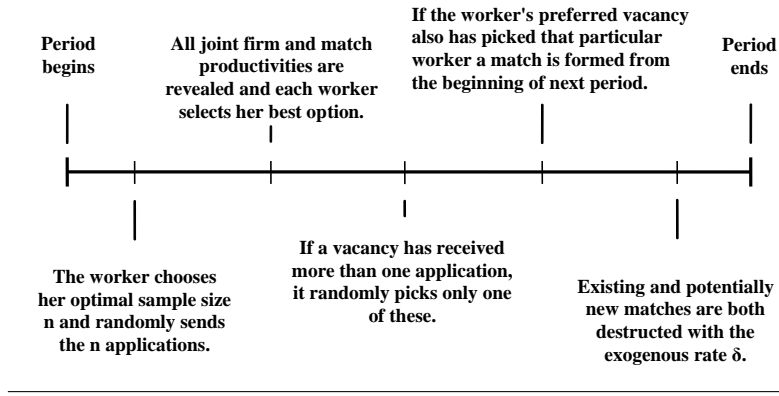 Period
begins
All joint firm and match
productivities are
revealed and each worker
selects her best option.
If the worker's preferred vacancy
also has picked that particular
worker a match is formed from
the beginning of next period.
Period
ends
The worker chooses
her optimal sample size
n and randomly sends
the n applications.
If a vacancy has received
more than one application,
it randomly picks only one
of these.
Existing and potentially
new matches are both
destructed with the
exogenous rate δ.